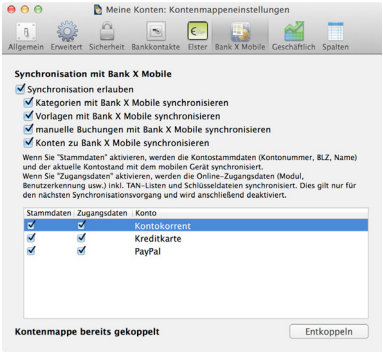 Meine Konten: Kontenmappeneinstellungen
Allgemein Erweitert Sicherheit Bankkontakte Elster Bank X Mobile Geschäftlich Spalten
Synchronisation mit Bank X Mobile
Synchronisation erlauben
Kategorien mit Bank X Mobile synchronisieren
Vorlagen mit Bank X Mobile synchronisieren
manuelle Buchungen mit Bank X Mobile synchronisieren
Konten zu Bank X Mobile synchronisieren
Wenn Sie "Stammdaten" aktivieren, werden die Kontostammdaten (Kontonummer, BLZ, Name)
und der aktuelle Kontostand mit dem mobilen Gerät synchronisiert.
Wenn Sie "Zugangsdaten" aktivieren, werden die Online-Zugangsdaten (Modul,
Benutzerkennung usw.) inkl. TAN-Listen und Schlüsseldateien synchronisiert. Dies gilt nur für
den nächsten Synchronisationsvorgang und wird anschließend deaktiviert.
Stammdaten Zugangsdaten Konto
Kontokorrent
Kreditkarte
PayPal
Kontenmappe bereits gekoppelt Entkoppeln